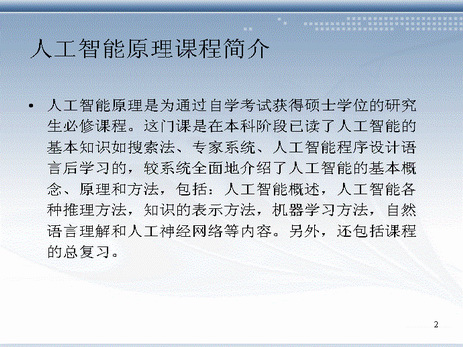 人工智能原理课程简介
• 人工智能原理是为通过自学考试获得硕士学位的研究
生必修课程。这门课是在本科阶段已读了人工智能的
基本知识如搜索法、专家系统、人工智能程序设计语
言后学习的，较系统全面地介绍了人工智能的基本概
念、原理和方法，包括：人工智能概述，人工智能各
种推理方法，知识的表示方法，机器学习方法，自然
语言理解和人工神经网络等内容。另外，还包括课程
的总复习。
2